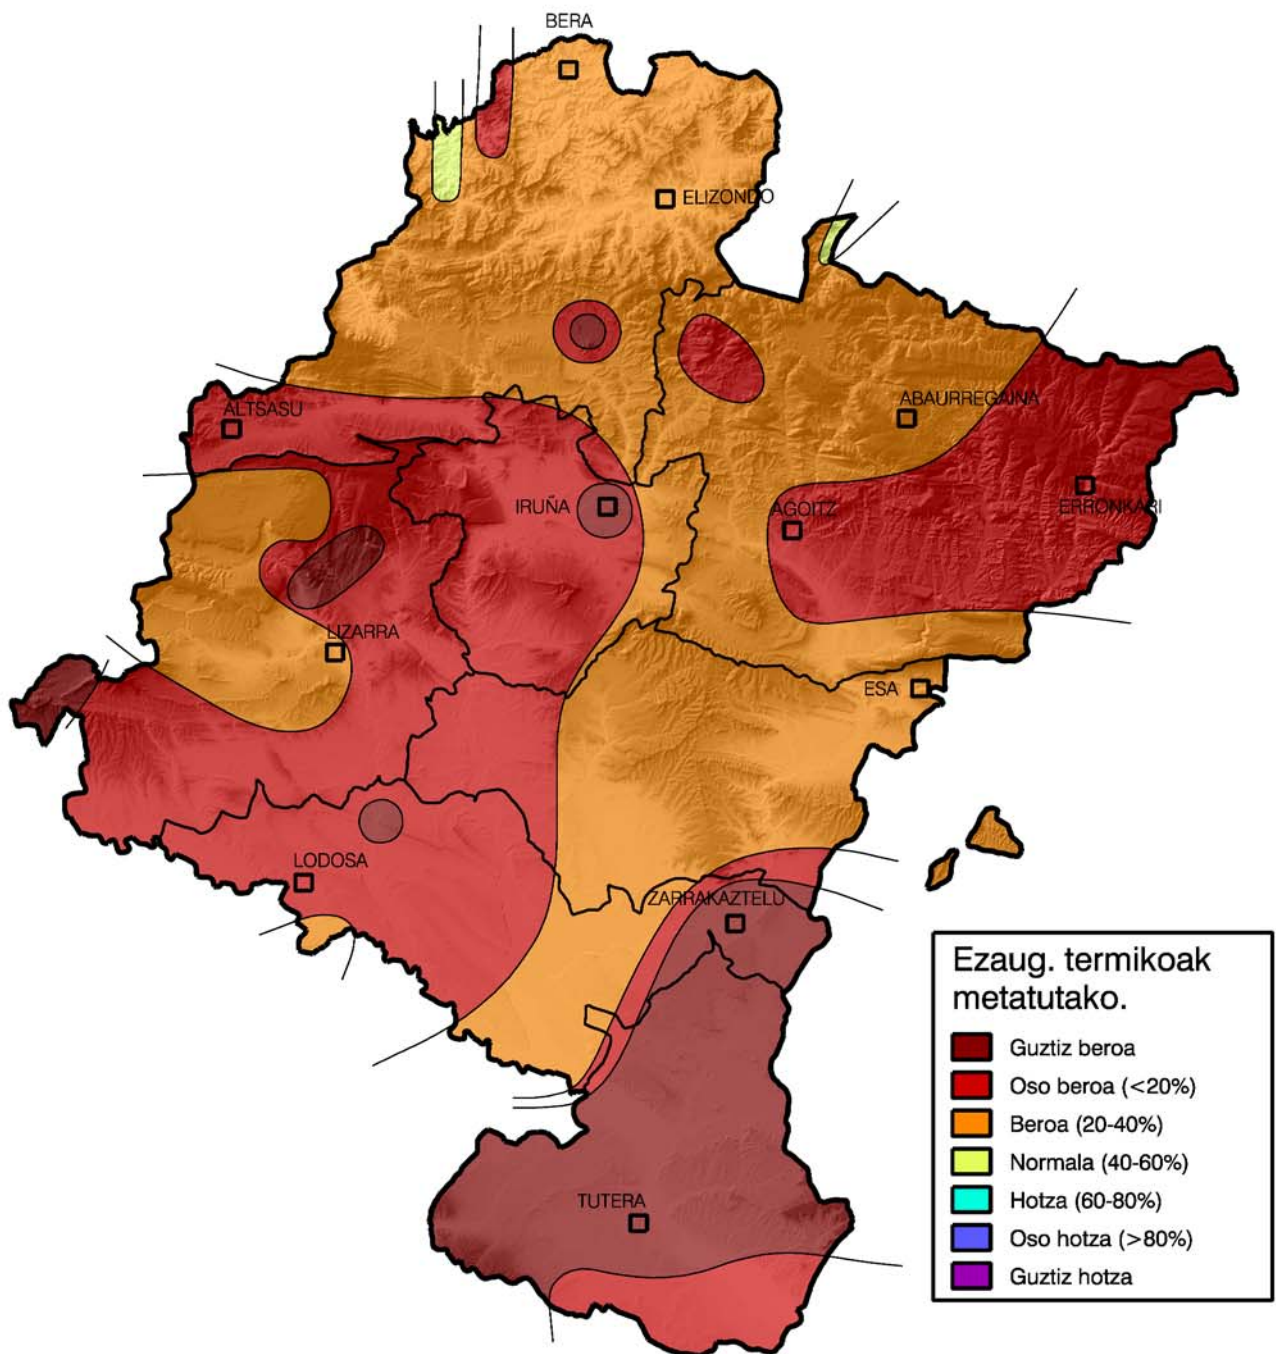 BERA
ELIZONDO
ALTSASU
ABAURREGAINA
IRUÑA
AGOITZ
ERRONKARI
LIZARRA
ESA
LODOSA
ZARRAKAZTELU
TUTERA
Ezaug. termikoak
metatutako.
Guztiz beroa
Oso beroa (<20%)
Beroa (20-40%)
Normala (40-60%)
Hotza (60-80%)
Oso hotza (>80%)
Guztiz hotza